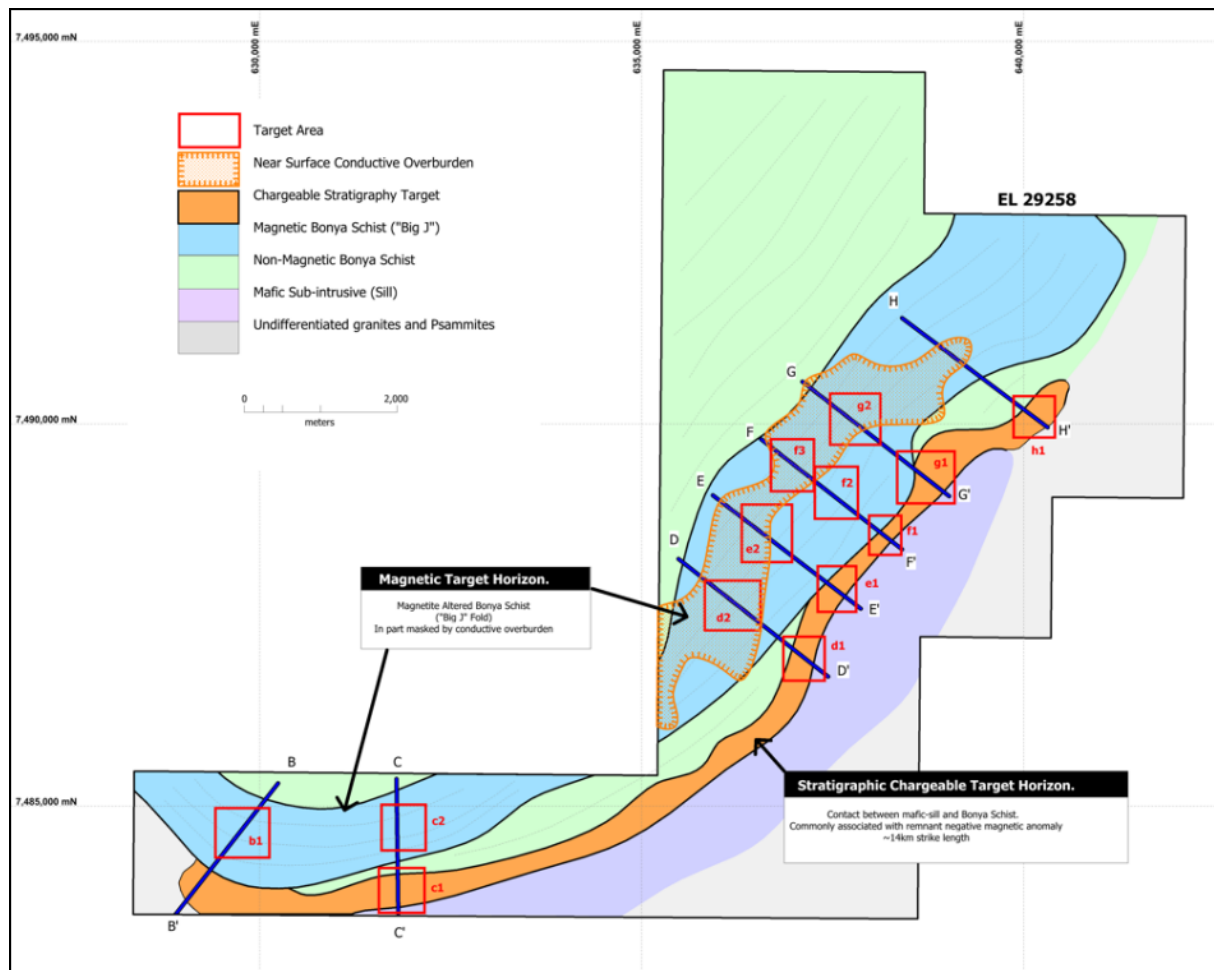 7,495,000 mN
630,000 mE
635,000 mE
640,000 mE
Target Area
Near Surface Conductive Overburden
Chargeable Stratigraphy Target
Magnetic Bonya Schist ("Big J")
Non-Magnetic Bonya Schist
Mafic Sub-intrusive (Sill)
Undifferentiated granites and Psammites
0 2,000
meters
EL 29258
H
G
g2
7,490,000 mN
F
H'
f3
h1
g1
E
f2
G'
f1
e2
F'
D
e1
Magnetic Target Horizon.
Magnetite Altered Bonya Schist
("Big J" Fold)
In part masked by conductive overburden
E'
d2
d1
D'
B
C
Stratigraphic Chargeable Target Horizon.
Contact between mafic-sill and Bonya Schist.
Commonly associated with remnant negative magnetic anomaly
~14km strike length
7,485,000 mN
c2
b1
c1
B'
C'